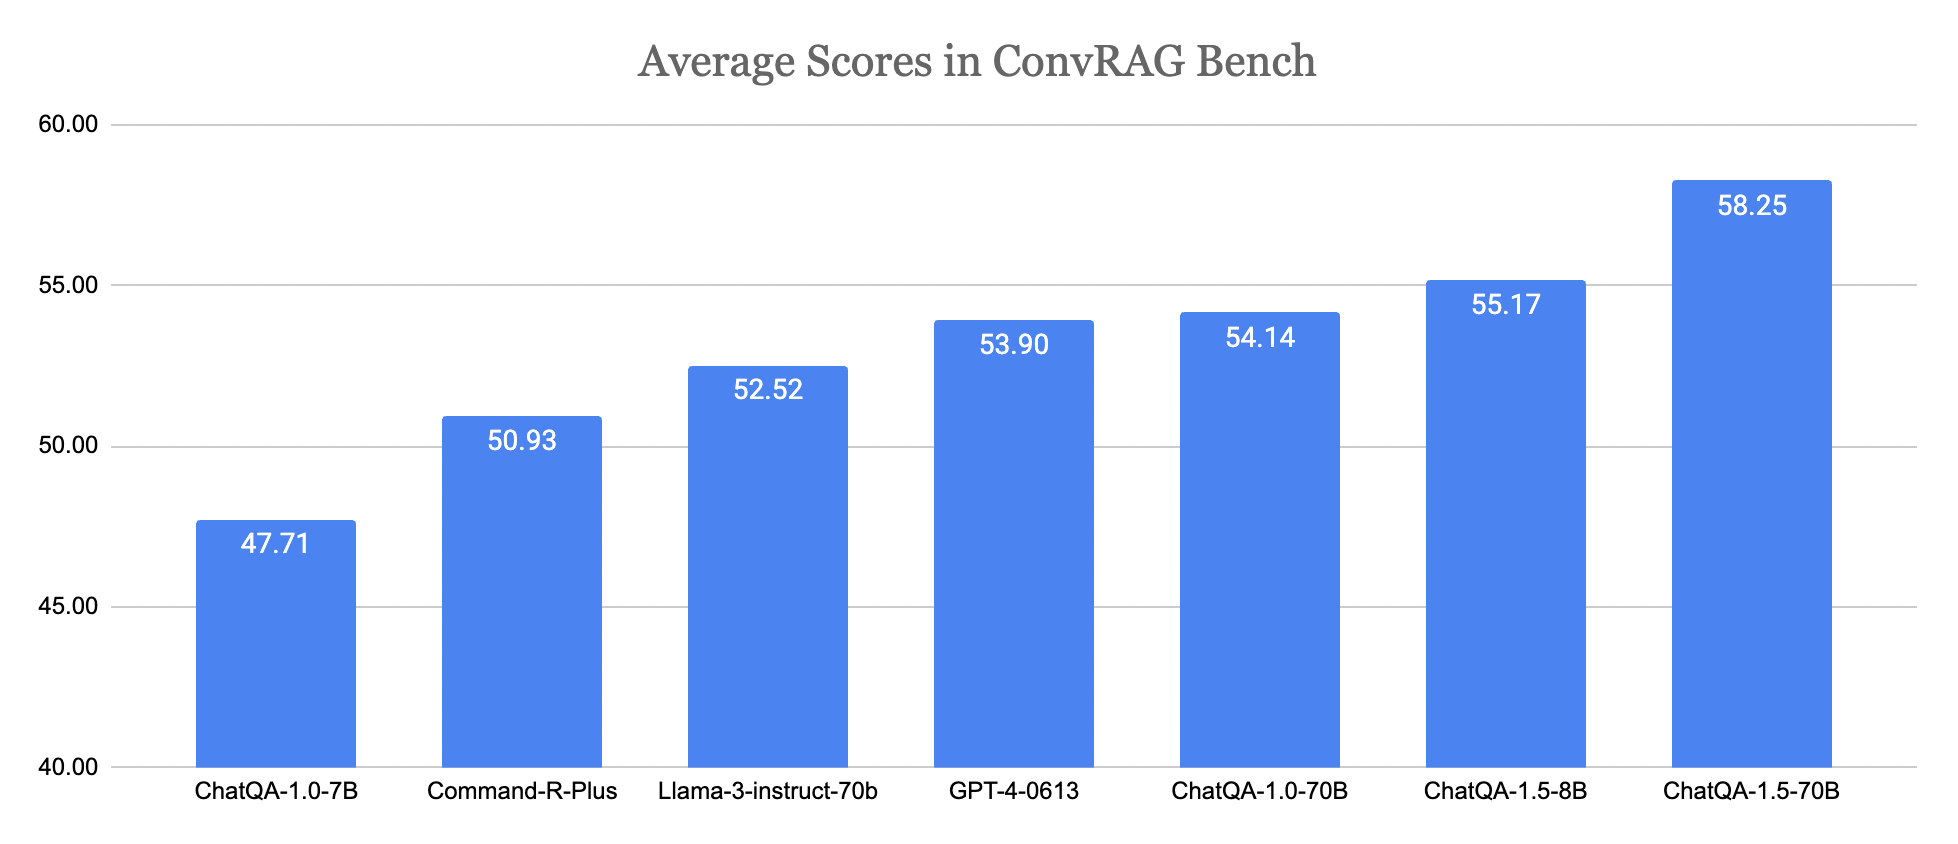 Average Scores in ConvRAG Bench
60.00
55.00
50.00
45.00
40.00
47.71
50.93
52.52
53.90
54.14
55.17
58.25
ChatQA-1.0-7B
Command-R-Plus
Llama-3-instruct-70b
GPT-4-0613
ChatQA-1.0-70B
ChatQA-1.5-8B
ChatQA-1.5-70B